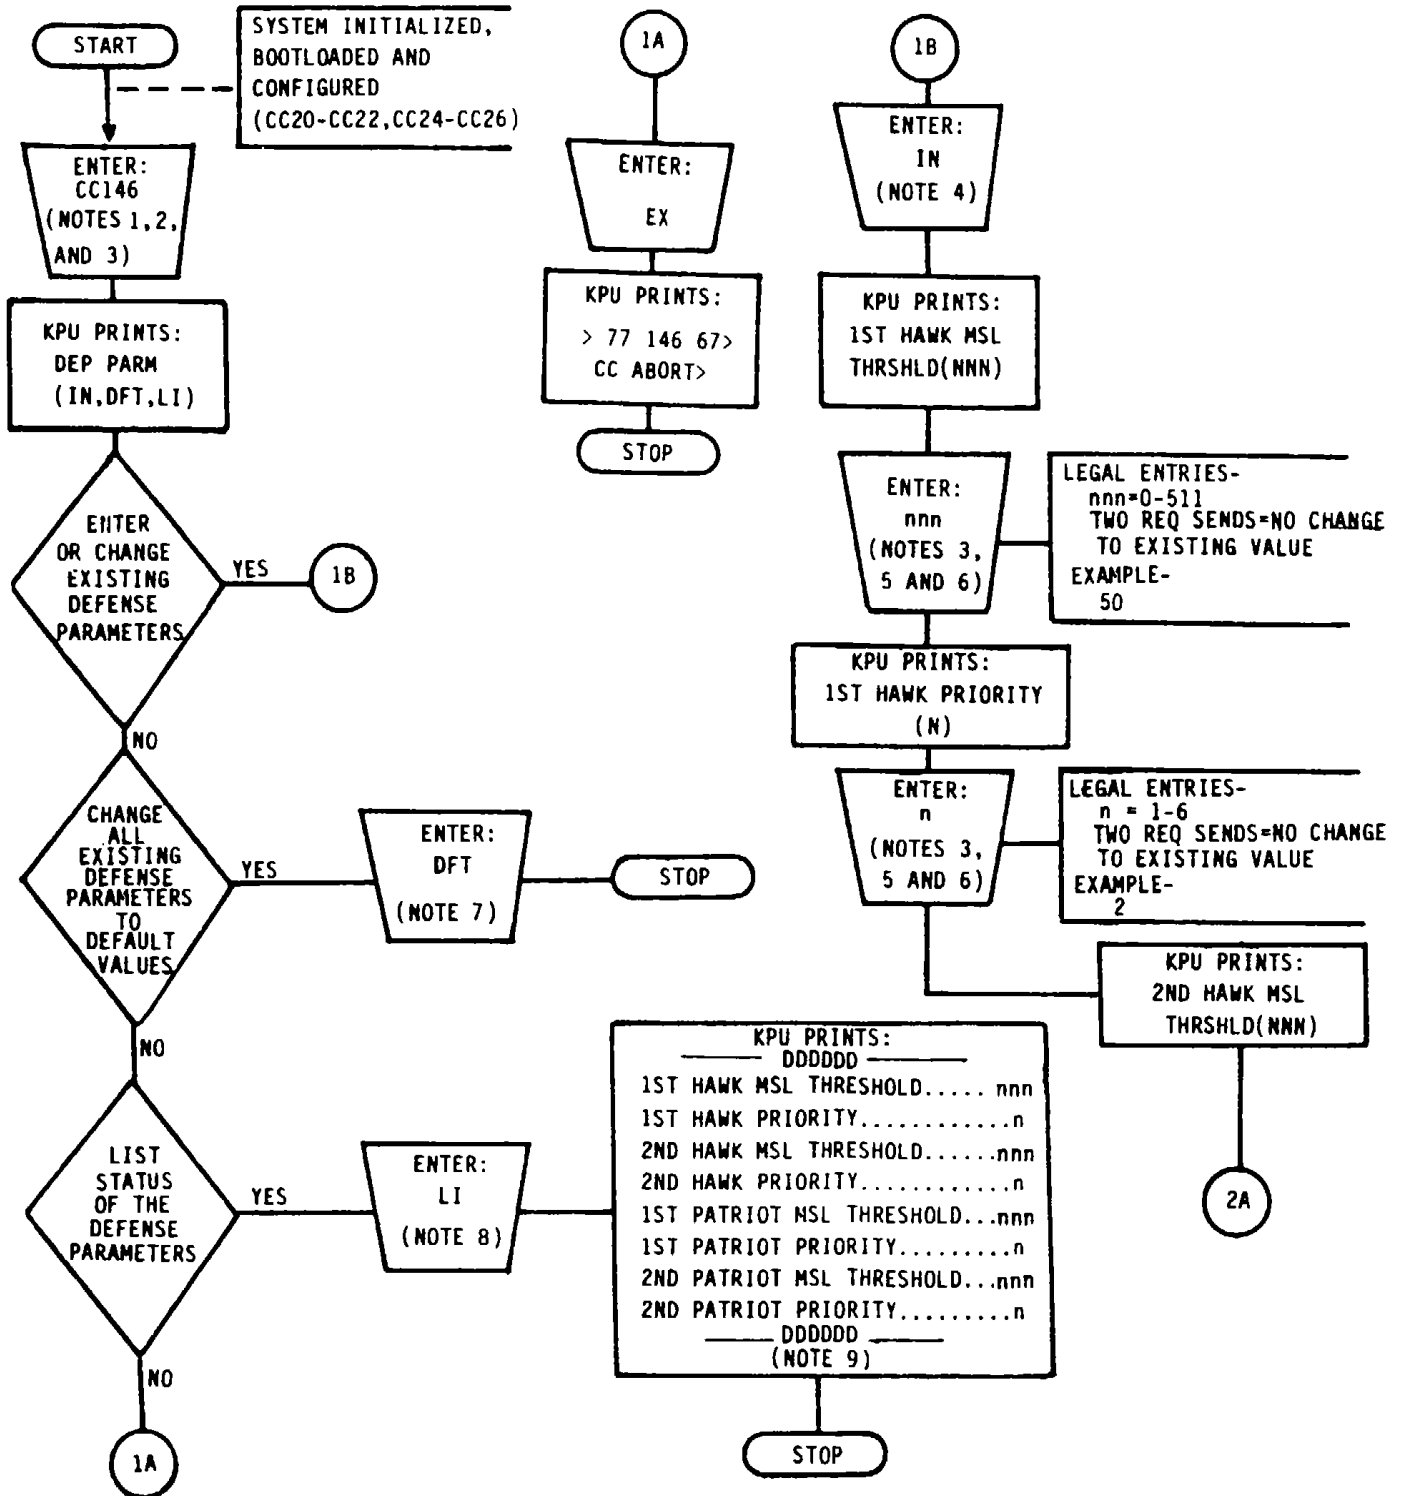 START
SYSTEM INITIALIZED,
BOOTLOADED AND
CONFIGURED
(CC20-CC22,CC24-CC26)
ENTER:
CC146
(NOTES 1,2,
AND 3)
KPU PRINTS:
DEP PARM
(IN,DFT,LI)
ENTER
OR CHANGE
EXISTING
DEFENSE
PARAMETERS
YES
1B
NO
CHANGE
ALL
EXISTING
DEFENSE
PARAMETERS
TO
DEFAULT
VALUES
YES
ENTER:
DFT
(NOTE 7)
STOP
NO
LIST
STATUS
OF THE
DEFENSE
PARAMETERS
YES
ENTER:
LI
(NOTE 8)
KPU PRINTS:
DDDDDD
1ST HAWK MSL THRESHOLD..... nnn
1ST HAWK PRIORITY............n
2ND HAWK MSL THRESHOLD......nnn
2ND HAWK PRIORITY............n
1ST PATRIOT MSL THRESHOLD...nnn
1ST PATRIOT PRIORITY.........n
2ND PATRIOT MSL THRESHOLD...nnn
2ND PATRIOT PRIORITY.........n
DDDDDD
(NOTE 9)
STOP
NO
1A
1A
ENTER:
EX
KPU PRINTS:
> 77 146 67>
CC ABORT>
STOP
1B
ENTER:
IN
(NOTE 4)
KPU PRINTS:
1ST HAWK MSL
THRSHLD(NNN)
ENTER:
nnn
(NOTES 3,
5 AND 6)
LEGAL ENTRIES-
nnn=0-511
TWO REQ SENDS=NO CHANGE
TO EXISTING VALUE
EXAMPLE-
50
KPU PRINTS:
1ST HAWK PRIORITY
(N)
ENTER:
n
(NOTES 3,
5 AND 6)
LEGAL ENTRIES-
n = 1-6
TWO REQ SENDS=NO CHANGE
TO EXISTING VALUE
EXAMPLE-
2
KPU PRINTS:
2ND HAWK MSL
THRSHLD(NNN)
2A